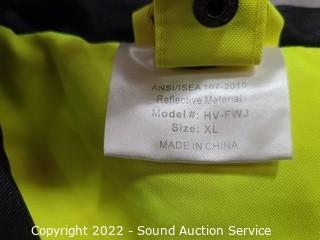 ANSI/ISEA 107-2010
Reflective Material
Model #: HV-FWJ
Size: XL
MADE IN CHINA
Copyright 2022 - Sound Auction Service